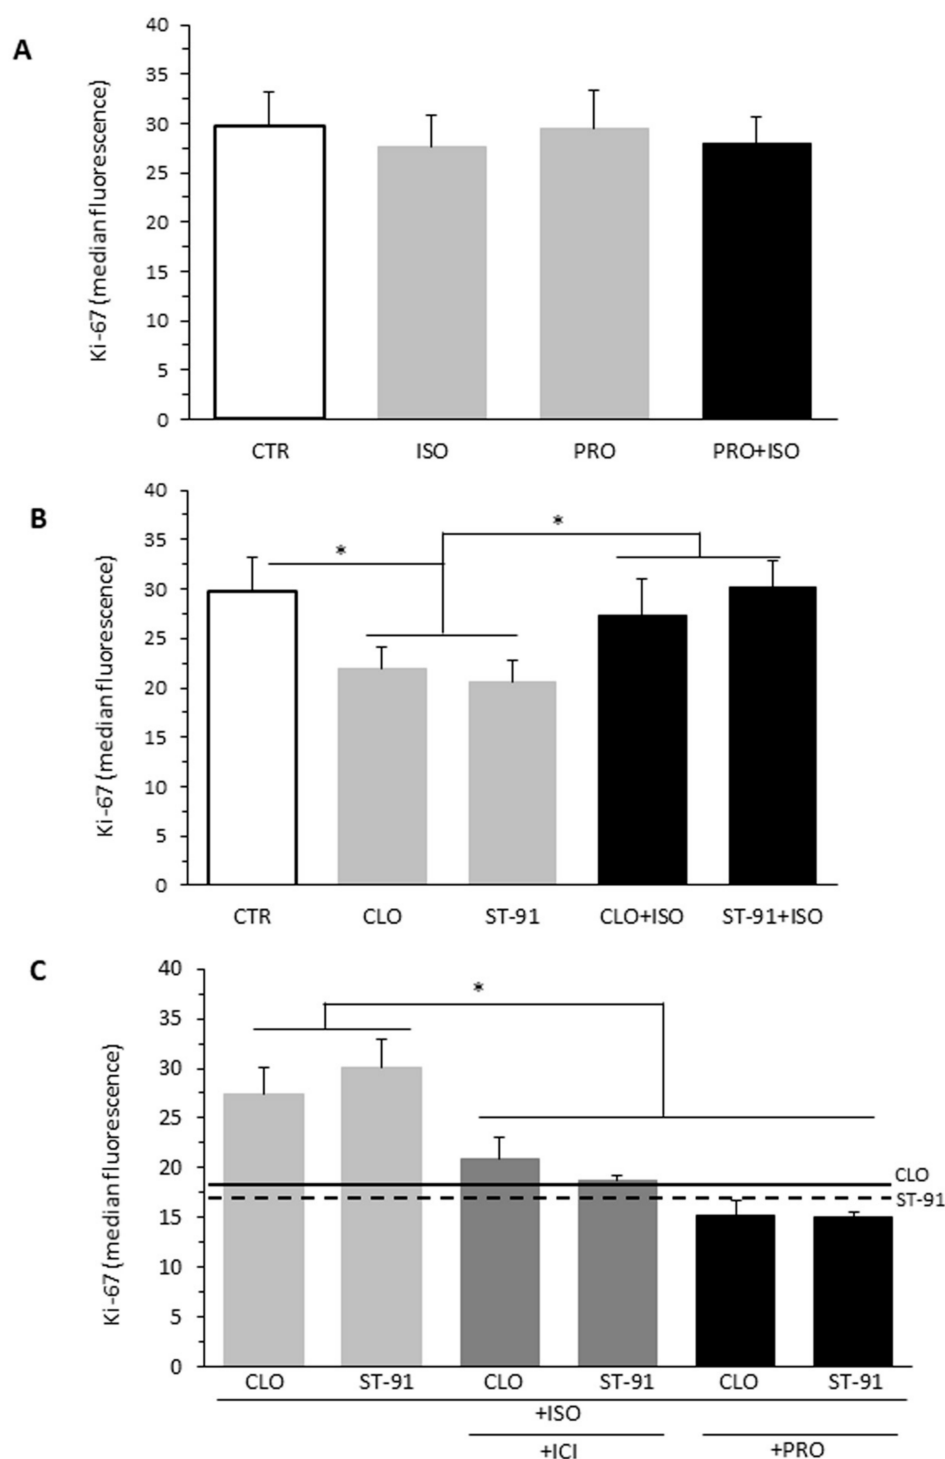 A
Ki-67 (median fluorescence)
40
35
30
25
20
15
10
5
0
CTR ISO PRO PRO+ISO
B
Ki-67 (median fluorescence)
40
35
30
25
20
15
10
5
0
*
*
CTR CLO ST-91 CLO+ISO ST-91+ISO
C
Ki-67 (median fluorescence)
40
35
30
25
20
15
10
5
0
*
CLO
ST-91
CLO ST-91 CLO ST-91 CLO ST-91
+ISO
+ICI +PRO